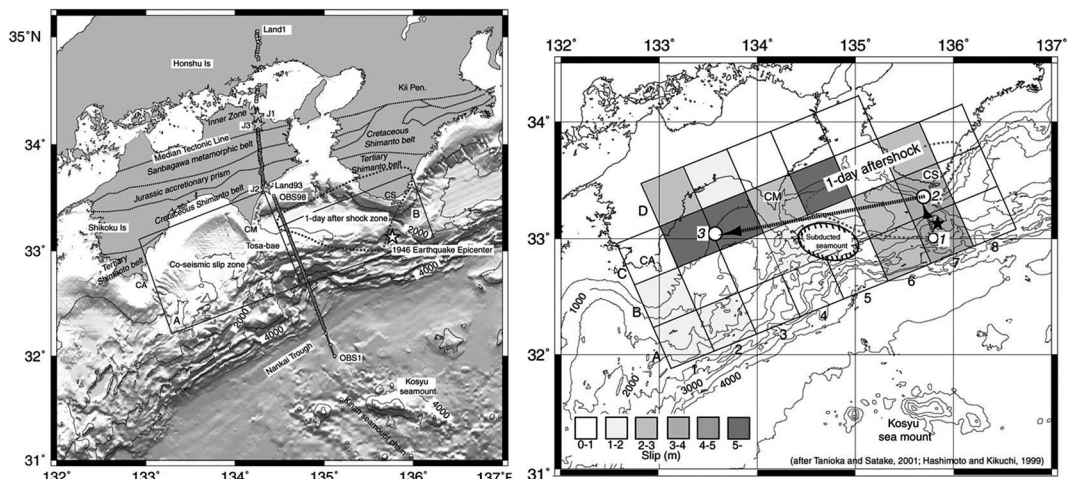 35˚N
34˚
33˚
32˚
31˚
132˚
133˚
134˚
135˚
136˚
137˚E
Land1
Honshu Is
Kii Pen.
Inner Zone
J1
J3
Median Tectonic Line
Sanbagawa metamorphic belt
Cretaceous
Shimanto belt
Jurassic accretionary prism
Tertiary
Shimanto belt
Cretaceous Shimanto belt
J2
Land93
OBS98
CS
B
Shikoku Is
1-day after shock zone
2000
CM
Tosa-bae
1946 Earthquake Epicenter
4000
Tertiary
Shimanto belt
Co-seismic slip zone
CA
A
2000
4000
Nankai Trough
OBS1
Kosyu
seamount
4000
Kinan seamount chain
132˚
133˚
134˚
135˚
136˚
137˚
34˚
33˚
32˚
31˚
1-day aftershock
CS
CM
D
2
3
Subducted
seamount
1
C
CA
8
7
6
5
1000
B
4
3
A
2
1
2000
3000
4000
Kosyu
sea mount
0-1
1-2
2-3
3-4
4-5
5-
Slip (m)
(after Tanioka and Satake, 2001; Hashimoto and Kikuchi, 1999)